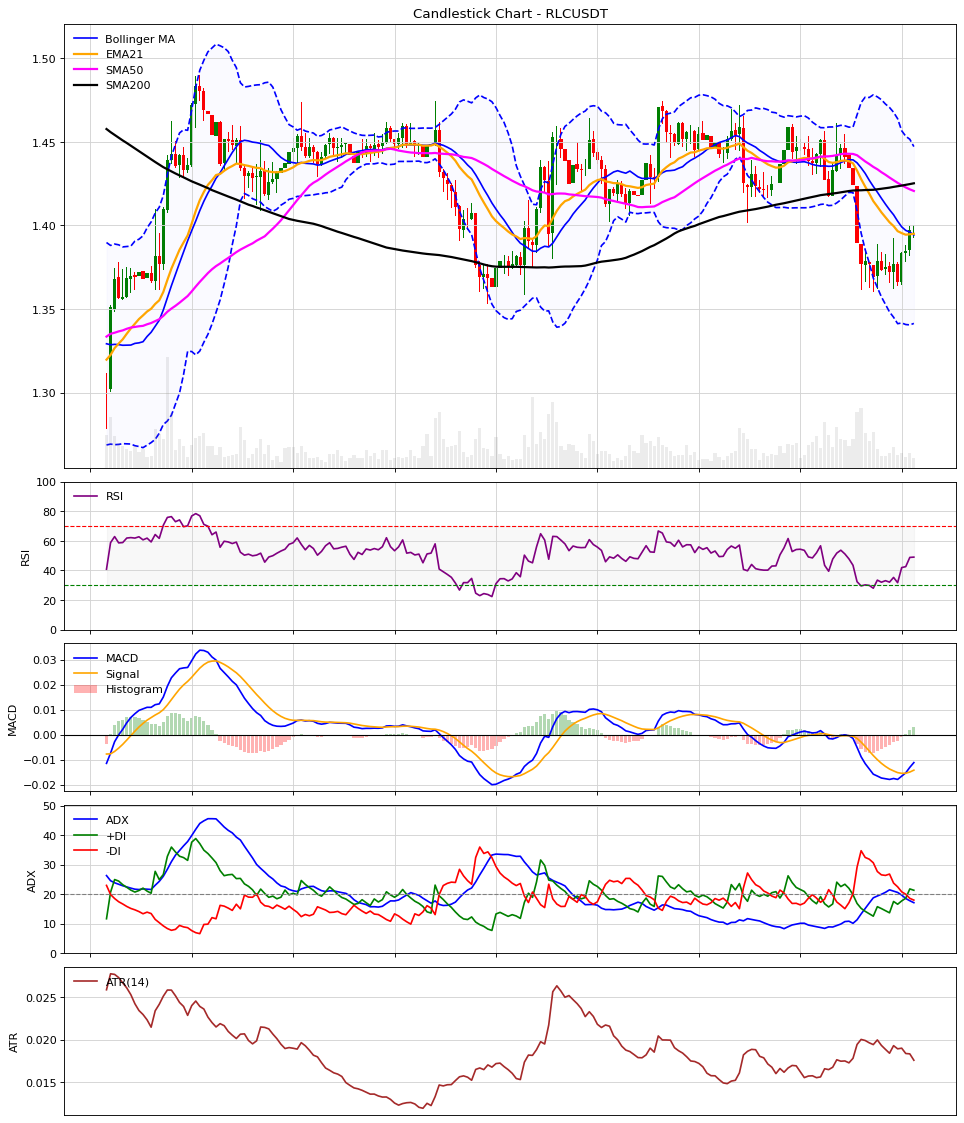 Candlestick Chart - RLCUSDT
Bollinger MA
EMA21
SMA50
SMA200
1.50
1.45
1.40
1.35
1.30
RSI
RSI
100
80
60
40
20
0
MACD
Signal
Histogram
MACD
0.03
0.02
0.01
0.00
−0.01
−0.02
ADX
+DI
-DI
ADX
50
40
30
20
10
0
ATR(14)
ATR
0.025
0.020
0.015